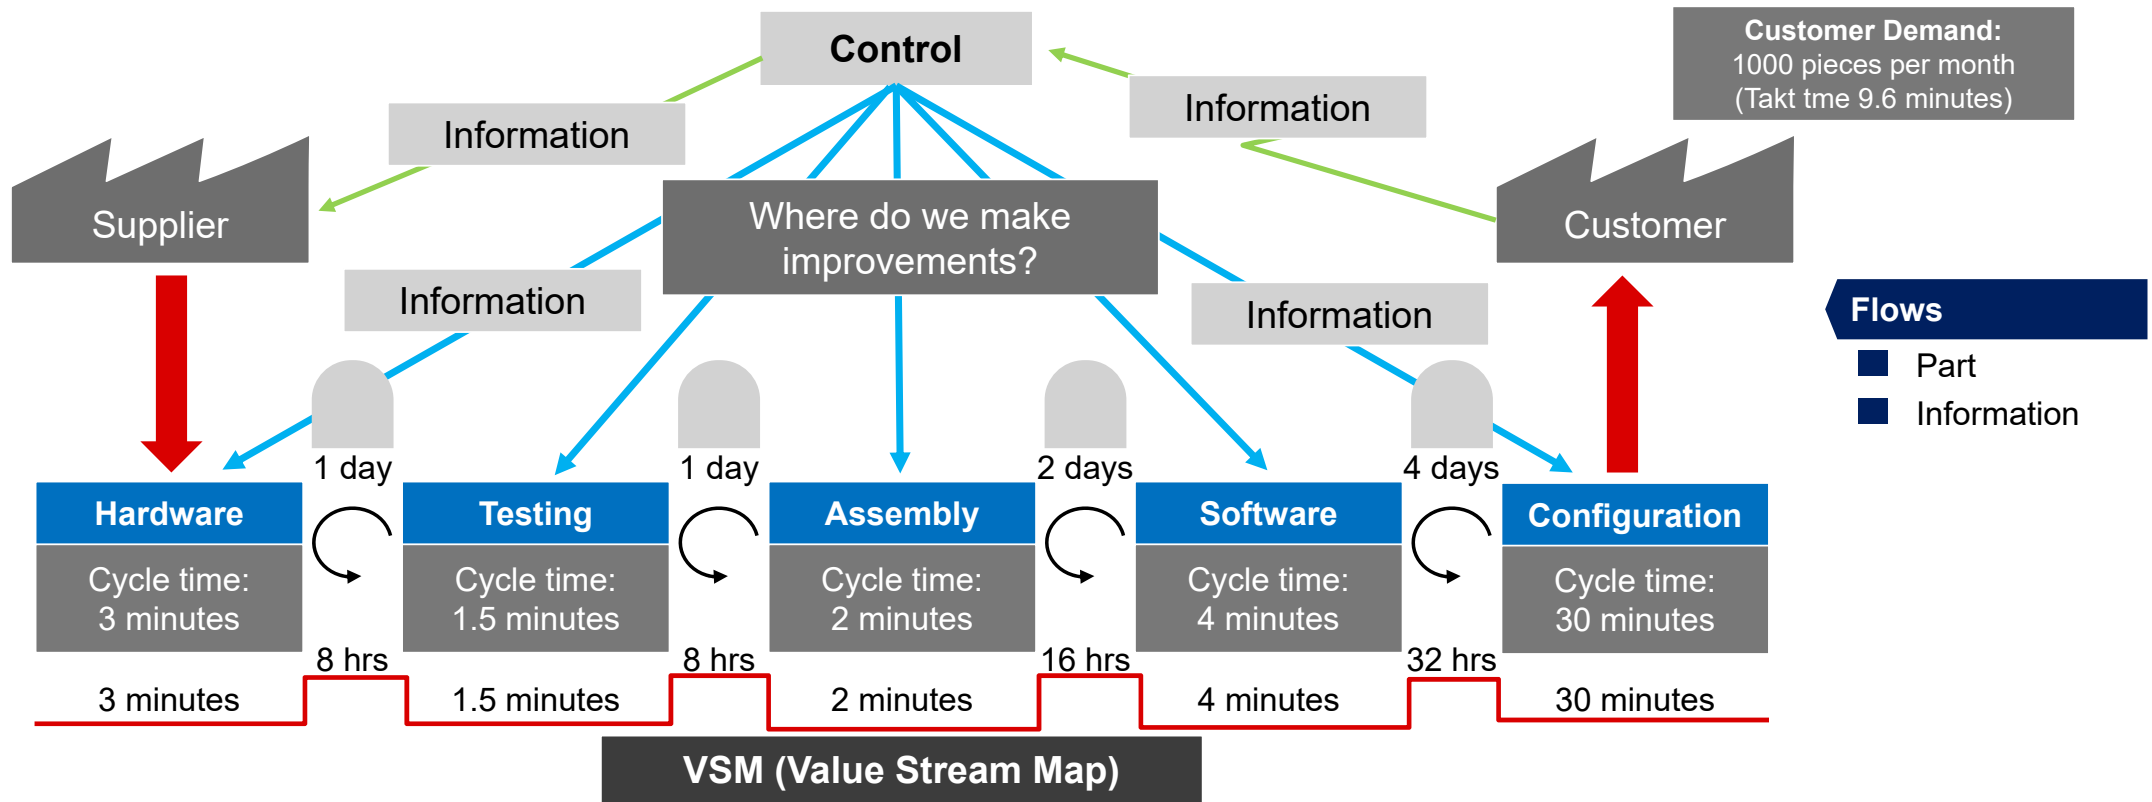 Control
Customer Demand:
1000 pieces per month
(Takt tme 9.6 minutes)
Information
Information
Supplier
Where do we make
improvements?
Customer
Information
Information
Flows
Part
Information
1 day
1 day
2 days
4 days
Hardware
Testing
Assembly
Software
Configuration
Cycle time:
3 minutes
Cycle time:
1.5 minutes
Cycle time:
2 minutes
Cycle time:
4 minutes
Cycle time:
30 minutes
8 hrs
8 hrs
16 hrs
32 hrs
3 minutes
1.5 minutes
2 minutes
4 minutes
30 minutes
VSM (Value Stream Map)